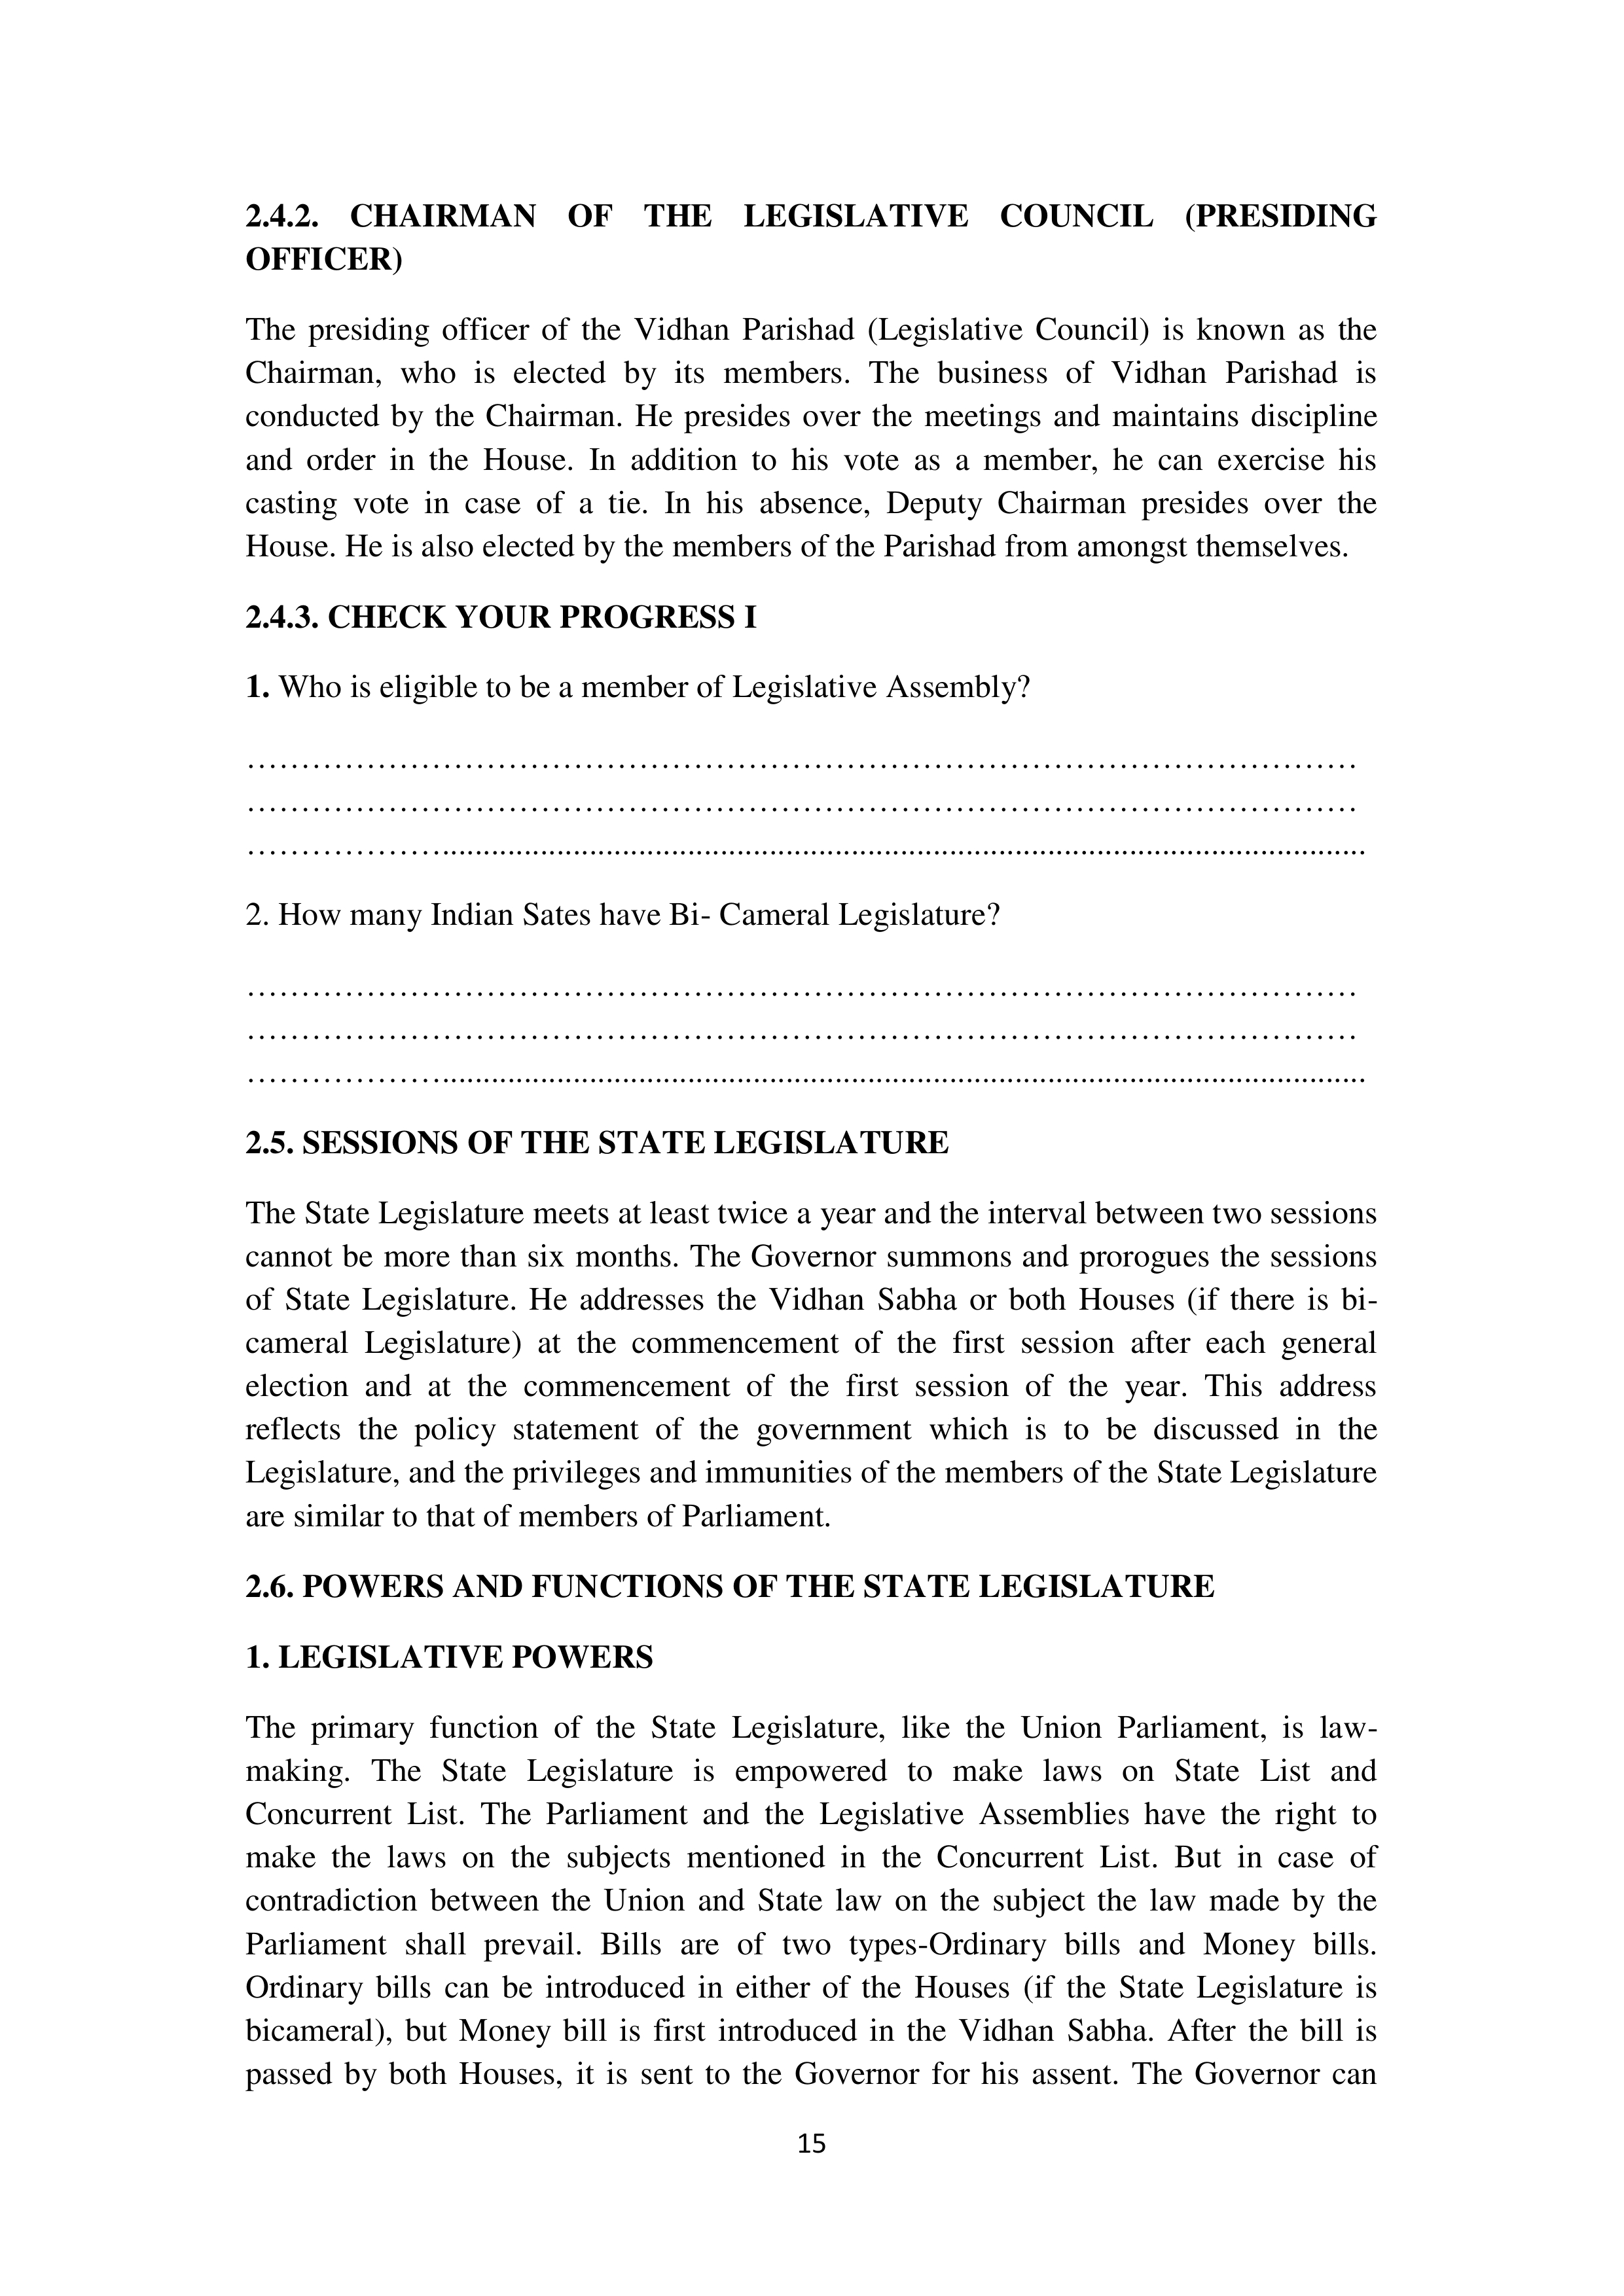 2.4.2. CHAIRMAN OF THE LEGISLATIVE COUNCIL (PRESIDING
OFFICER)
The presiding officer of the Vidhan Parishad (Legislative Council) is known as the
Chairman, who is elected by its members. The business of Vidhan Parishad is
conducted by the Chairman. He presides over the meetings and maintains discipline
and order in the House. In addition to his vote as a member, he can exercise his
casting vote in case of a tie. In his absence, Deputy Chairman presides over the
House. He is also elected by the members of the Parishad from amongst themselves.
2.4.3. CHECK YOUR PROGRESS I
1. Who is eligible to be a member of Legislative Assembly?
………………………………………………………………………………………
………………………………………………………………………………………
………………..................................................................................................................
2. How many Indian Sates have Bi- Cameral Legislature?
………………………………………………………………………………………
………………………………………………………………………………………
………………..................................................................................................................
2.5. SESSIONS OF THE STATE LEGISLATURE
The State Legislature meets at least twice a year and the interval between two sessions
cannot be more than six months. The Governor summons and prorogues the sessions
of State Legislature. He addresses the Vidhan Sabha or both Houses (if there is bi-
cameral Legislature) at the commencement of the first session after each general
election and at the commencement of the first session of the year. This address
reflects the policy statement of the government which is to be discussed in the
Legislature, and the privileges and immunities of the members of the State Legislature
are similar to that of members of Parliament.
2.6. POWERS AND FUNCTIONS OF THE STATE LEGISLATURE
1. LEGISLATIVE POWERS
The primary function of the State Legislature, like the Union Parliament, is law-
making. The State Legislature is empowered to make laws on State List and
Concurrent List. The Parliament and the Legislative Assemblies have the right to
make the laws on the subjects mentioned in the Concurrent List. But in case of
contradiction between the Union and State law on the subject the law made by the
Parliament shall prevail. Bills are of two types-Ordinary bills and Money bills.
Ordinary bills can be introduced in either of the Houses (if the State Legislature is
bicameral), but Money bill is first introduced in the Vidhan Sabha. After the bill is
passed by both Houses, it is sent to the Governor for his assent. The Governor can
15